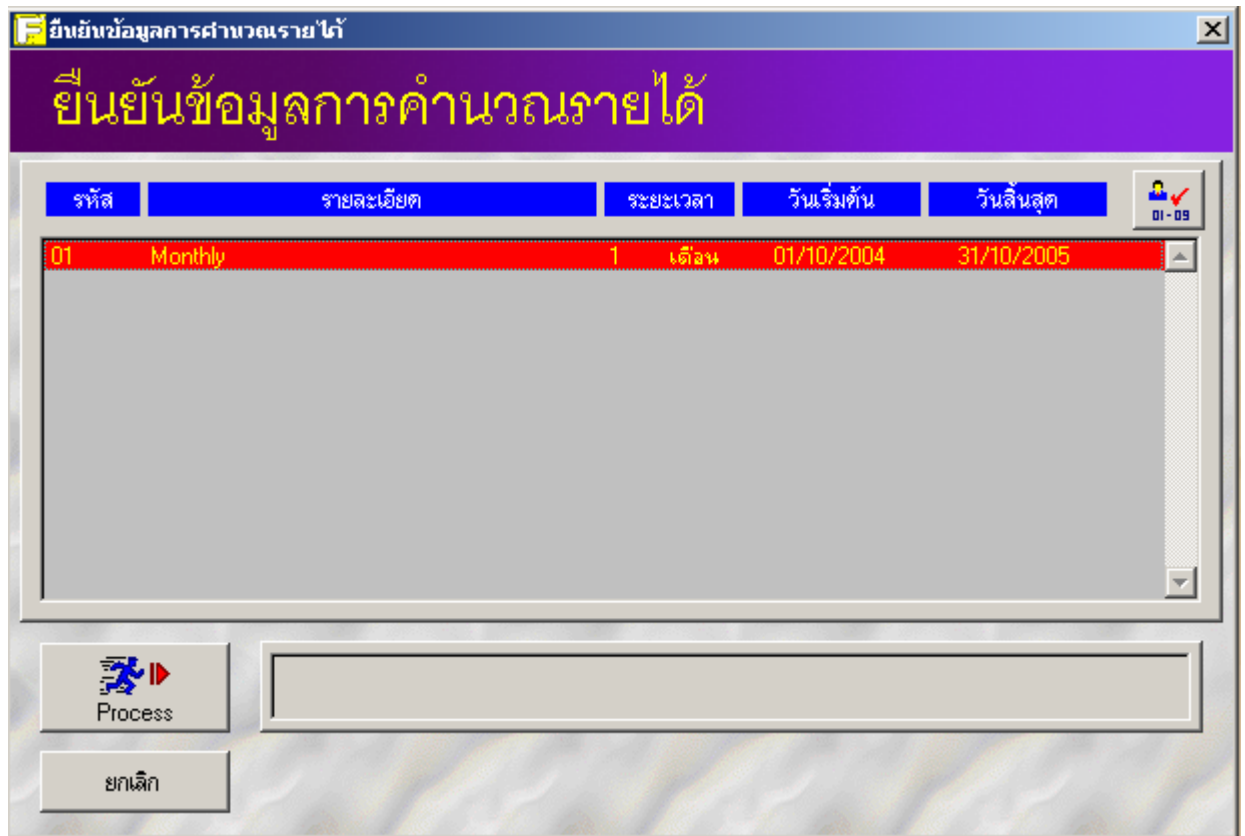 ยืนยันข้อมูลการคำนวณรายได้
ยืนยันข้อมูลการคำนวณรายได้
รหัส รายละเอียด ระยะเวลา วันเริ่มต้น วันสิ้นสุด 01-09
01 Monthly 1 เดือน 01/10/2004 31/10/2005
Process
ยกเลิก